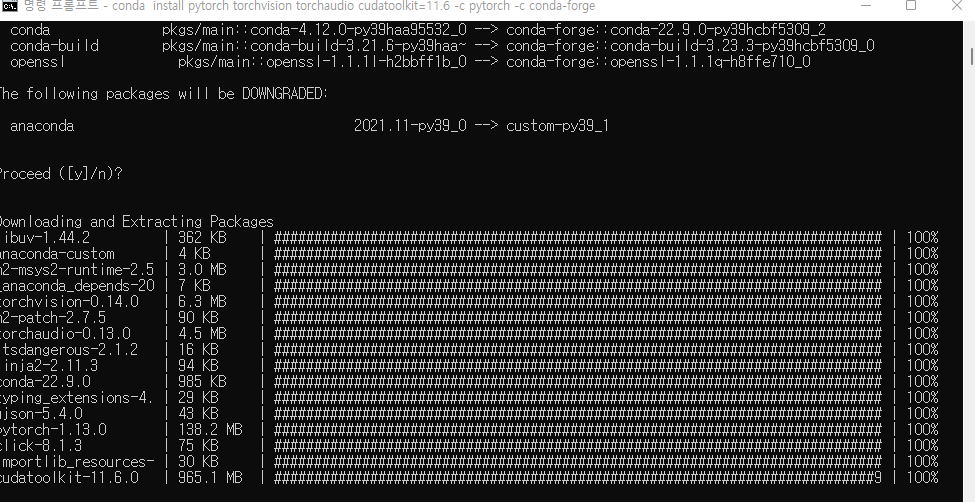 명령 프롬프트 - conda install pytorch torchvision torchaudio cudatoolkit=11.6 -c pytorch -c conda-forge
conda pkgs/main::conda-4.12.0-py39haa95532_0 --> conda-forge::conda-22.9.0-py39hcbf5309_2
conda-build pkgs/main::conda-build-3.21.6-py39haa~ --> conda-forge::conda-build-3.23.3-py39hcbf5309_0
openssl pkgs/main::openssl-1.1.1l-h2bbff1b_0 --> conda-forge::openssl-1.1.1q-h8ffe710_0
The following packages will be DOWNGRADED:
anaconda 2021.11-py39_0 --> custom-py39_1
Proceed ([y]/n)?
Downloading and Extracting Packages
libuv-1.44.2 | 362 KB | ############################################################################ | 100%
anaconda-custom | 4 KB | ############################################################################ | 100%
m2-msys2-runtime-2.5 | 3.0 MB | ############################################################################ | 100%
_anaconda_depends-20 | 7 KB | ############################################################################ | 100%
torchvision-0.14.0 | 6.3 MB | ############################################################################ | 100%
m2-patch-2.7.5 | 90 KB | ############################################################################ | 100%
torchaudio-0.13.0 | 4.5 MB | ############################################################################ | 100%
itsdangerous-2.1.2 | 16 KB | ############################################################################ | 100%
jinja2-2.11.3 | 94 KB | ############################################################################ | 100%
conda-22.9.0 | 985 KB | ############################################################################ | 100%
typing_extensions-4. | 29 KB | ############################################################################ | 100%
ujson-5.4.0 | 43 KB | ############################################################################ | 100%
pytorch-1.13.0 | 138.2 MB | ############################################################################ | 100%
click-8.1.3 | 75 KB | ############################################################################ | 100%
importlib_resources- | 30 KB | ############################################################################ | 100%
cudatoolkit-11.6.0 | 965.1 MB | ###########################################################################9 | 100%